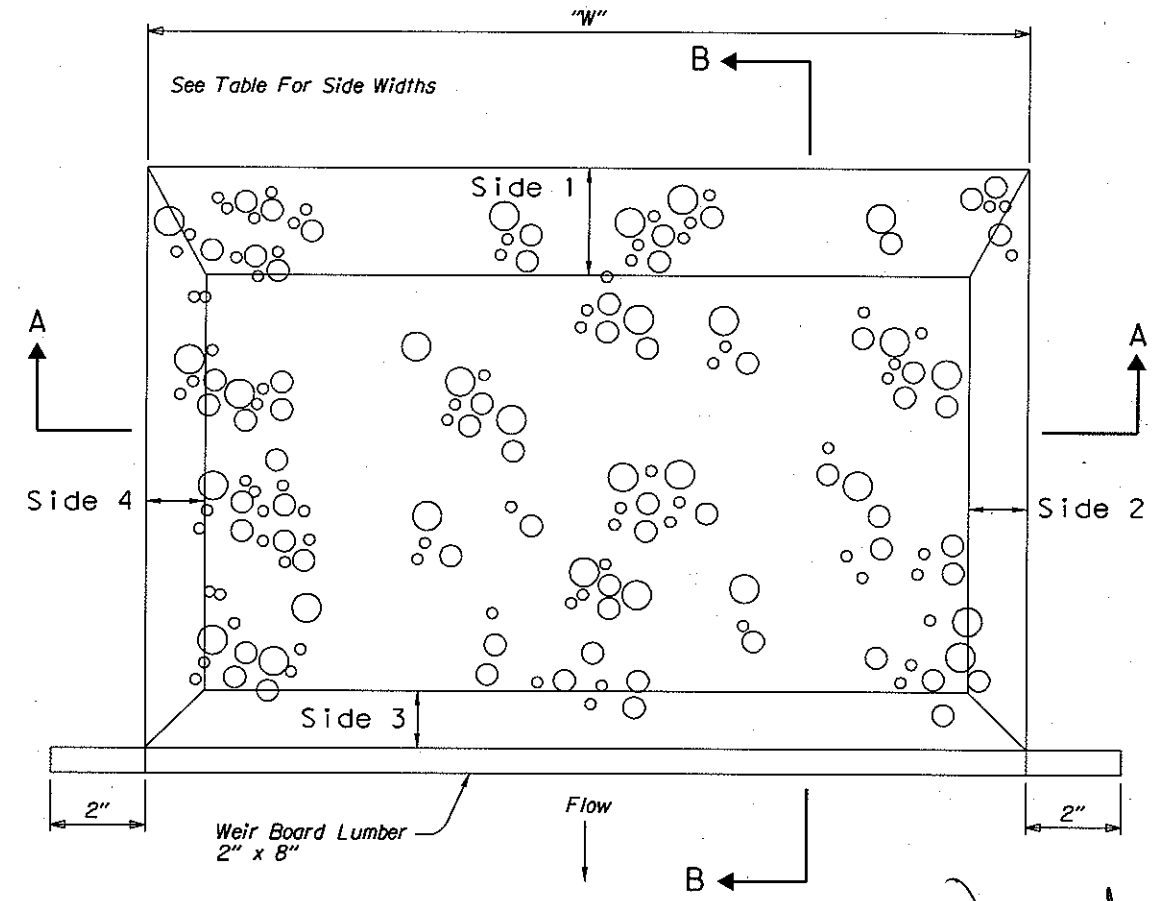 "W"
B
See Table For Side Widths
Side 1
A
A
Side 4
Side 2
Side 3
2"
Flow
2"
Weir Board Lumber
2" x 8"
B